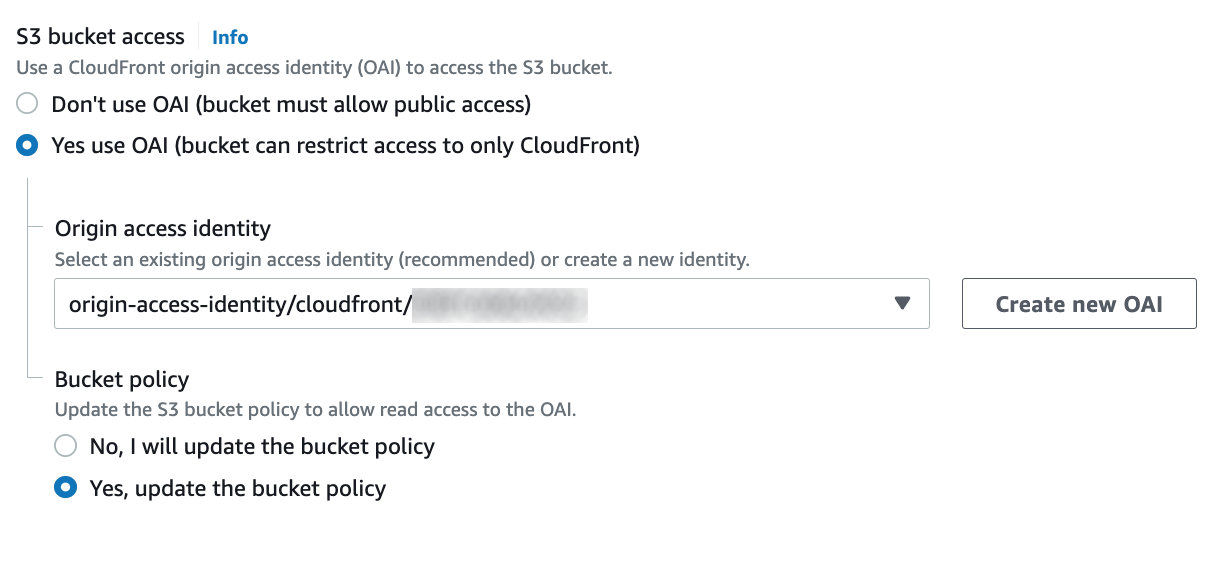 S3 bucket access Info
Use a CloudFront origin access identity (OAI) to access the S3 bucket.
Don't use OAI (bucket must allow public access)
Yes use OAI (bucket can restrict access to only CloudFront)
Origin access identity
Select an existing origin access identity (recommended) or create a new identity.
origin-access-identity/cloudfront/
Create new OAI
Bucket policy
Update the S3 bucket policy to allow read access to the OAI.
No, I will update the bucket policy
Yes, update the bucket policy